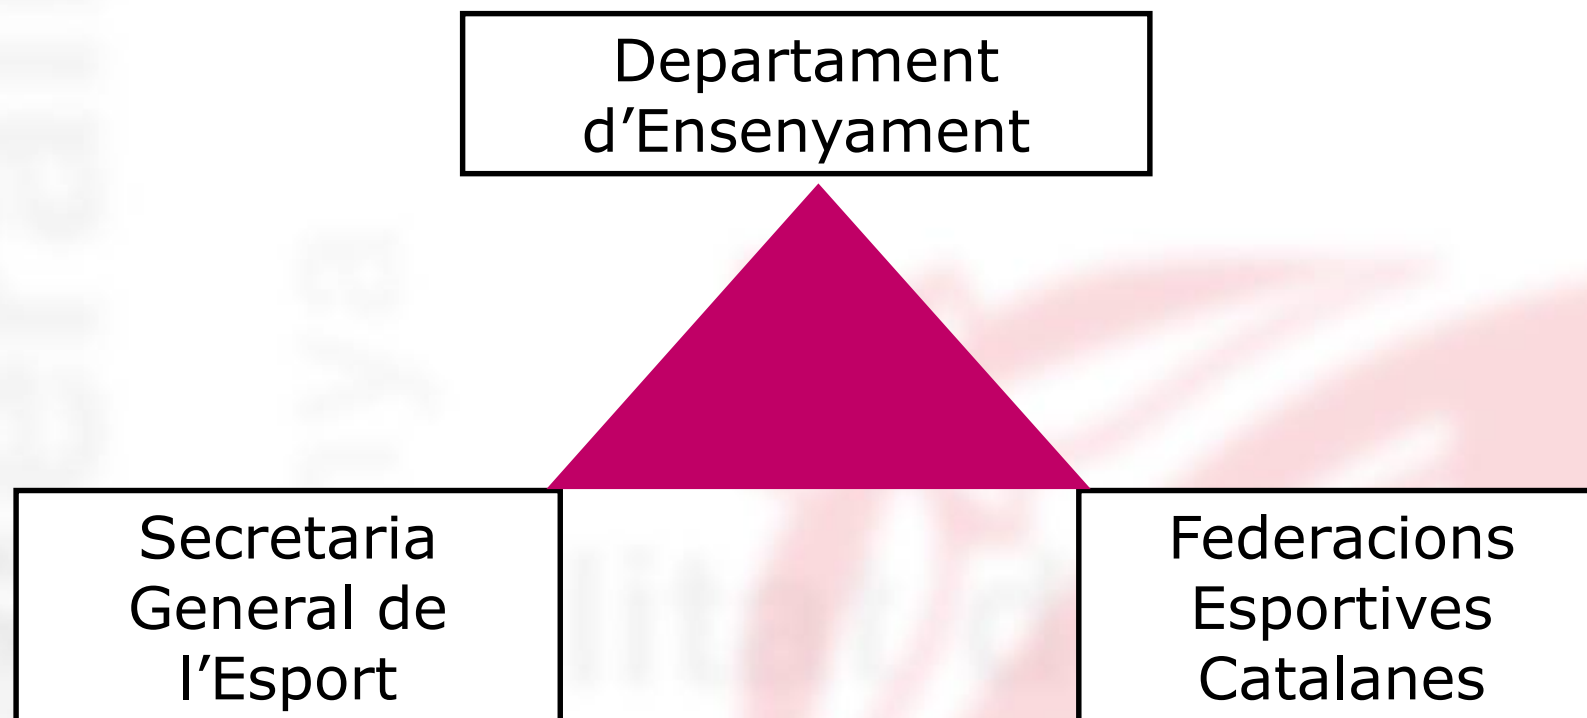 Departament
d’Ensenyament
Secretaria
General de
l’Esport
Federacions
Esportives
Catalanes